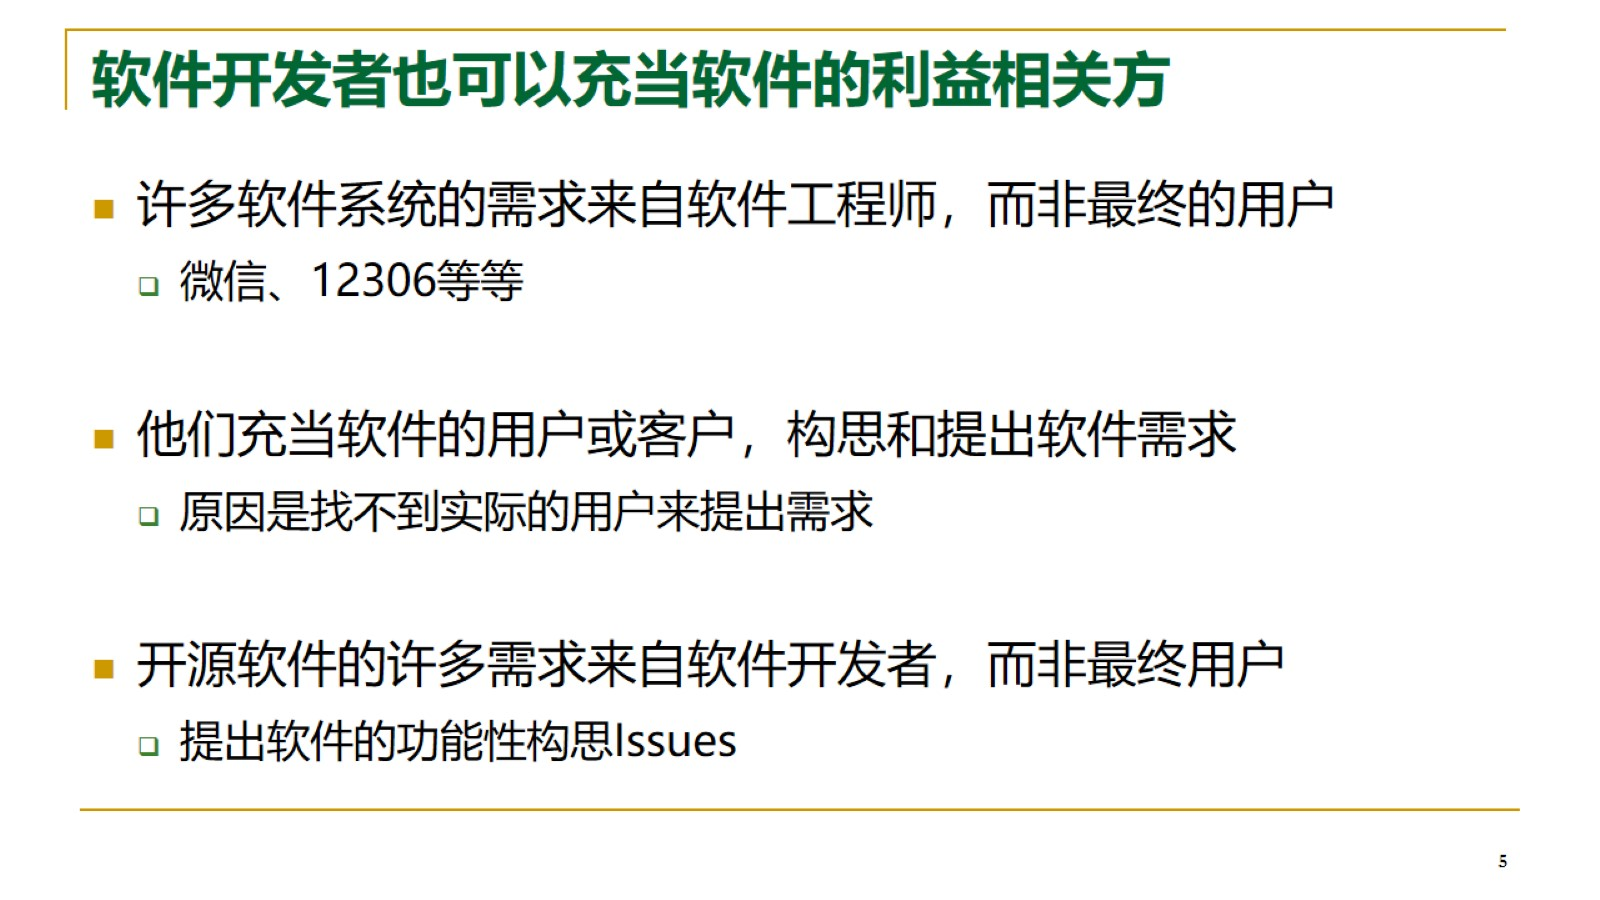 软件开发者也可以充当软件的利益相关方
许多软件系统的需求来自软件工程师，而非最终的用户
微信、12306等等
他们充当软件的用户或客户，构思和提出软件需求
原因是找不到实际的用户来提出需求
开源软件的许多需求来自软件开发者，而非最终用户
提出软件的功能性构思Issues
5